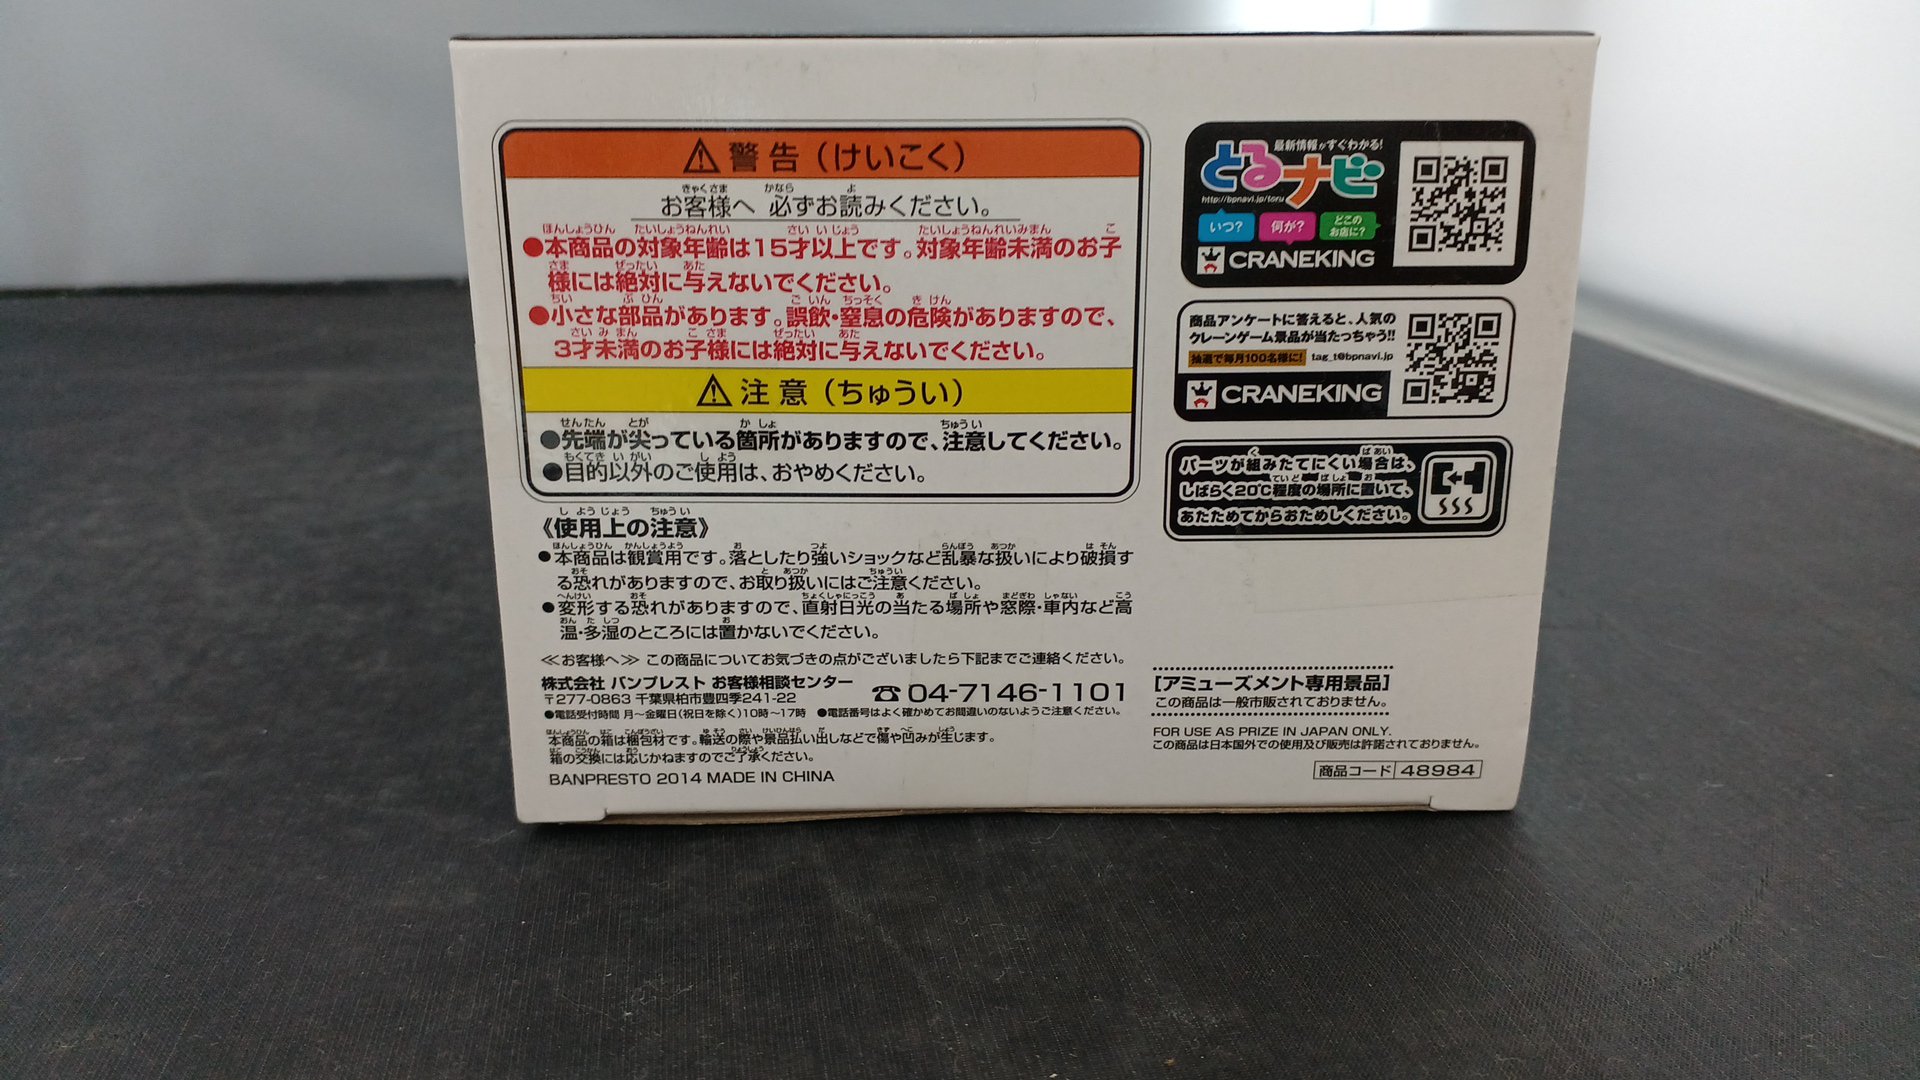 ⚠警告(けいこく)
お客様へ 必ずお読みください。
●本商品の対象年齢は15才以上です。対象年齢未満のお子
様には絶対に与えないでください。
●小さな部品があります。誤飲・窒息の危険がありますので、
3才未満のお子様には絶対に与えないでください。
⚠注意(ちゅうい)
●先端が尖っている箇所がありますので、注意してください。
●目的以外のご使用は、おやめください。
《使用上の注意》
●本商品は観賞用です。落としたり強いショックなど乱暴な扱いにより破損す
る恐れがありますので、お取り扱いにはご注意ください。
●変形する恐れがありますので、直射日光の当たる場所や窓際・車内など高
温・多湿のところには置かないでください。
≪お客様へ≫ この商品についてお気づきの点がございましたら下記までご連絡ください。
株式会社 バンプレスト お客様相談センター
〒277-0863 千葉県柏市豊四季241-22
☎04-7146-1101
●電話受付時間 月〜金曜日(祝日を除く)10時〜17時 ●電話番号はよく確かめてお間違いのないようご注意ください。
本商品の箱は梱包材です。輸送の際や景品払い出しなどで傷や凹みが生じます。
箱の交換には応じかねますのでご了承ください。
BANPRESTO 2014 MADE IN CHINA
最新情報がすぐわかる!
とるナビ
http://bpnavi.jp/toru
いつ? 何が? どこのお店に?
CRANEKING
商品アンケートに答えると、人気の
クレーンゲーム景品が当たっちゃう!!
抽選で毎月100名様に! tag_t@bpnavi.jp
CRANEKING
パーツが組みたてにくい場合は、
しばらく20℃程度の場所に置いて、
あたためてからおためしください。
[アミューズメント専用景品]
この商品は一般市販されておりません。
FOR USE AS PRIZE IN JAPAN ONLY.
この商品は日本国外での使用及び販売は許諾されておりません。
商品コード 48984